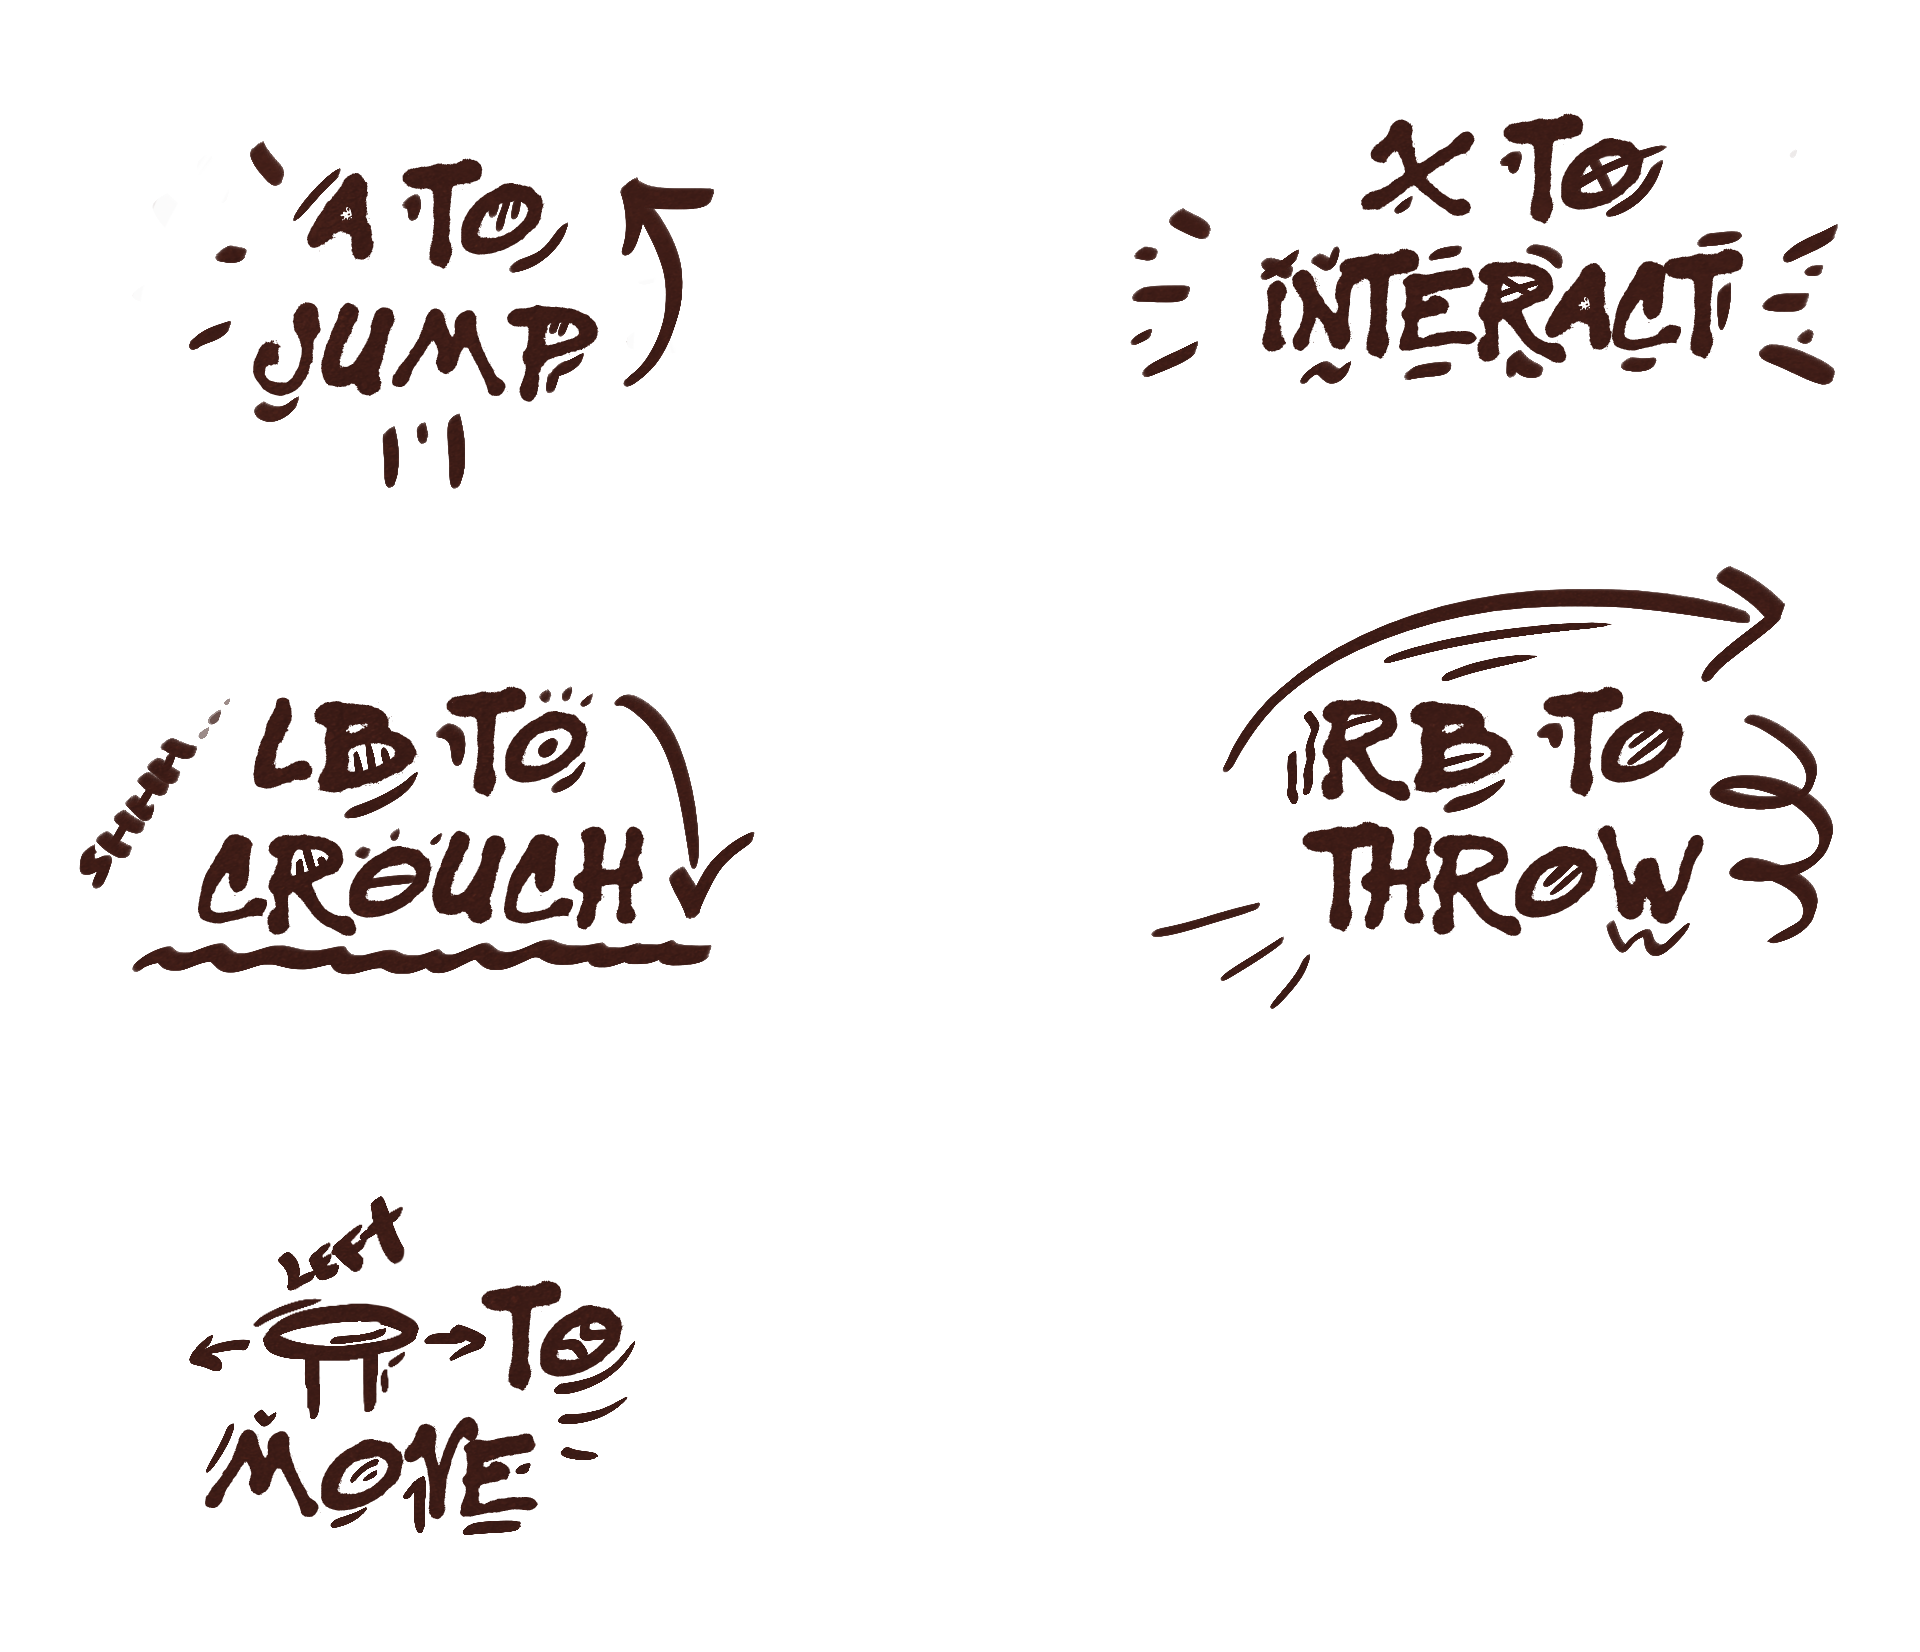 A TO
JUMP
X TO
INTERACT
SHHH
LB TO
CROUCH
RB TO
THROW
LEFT
TO
MOVE